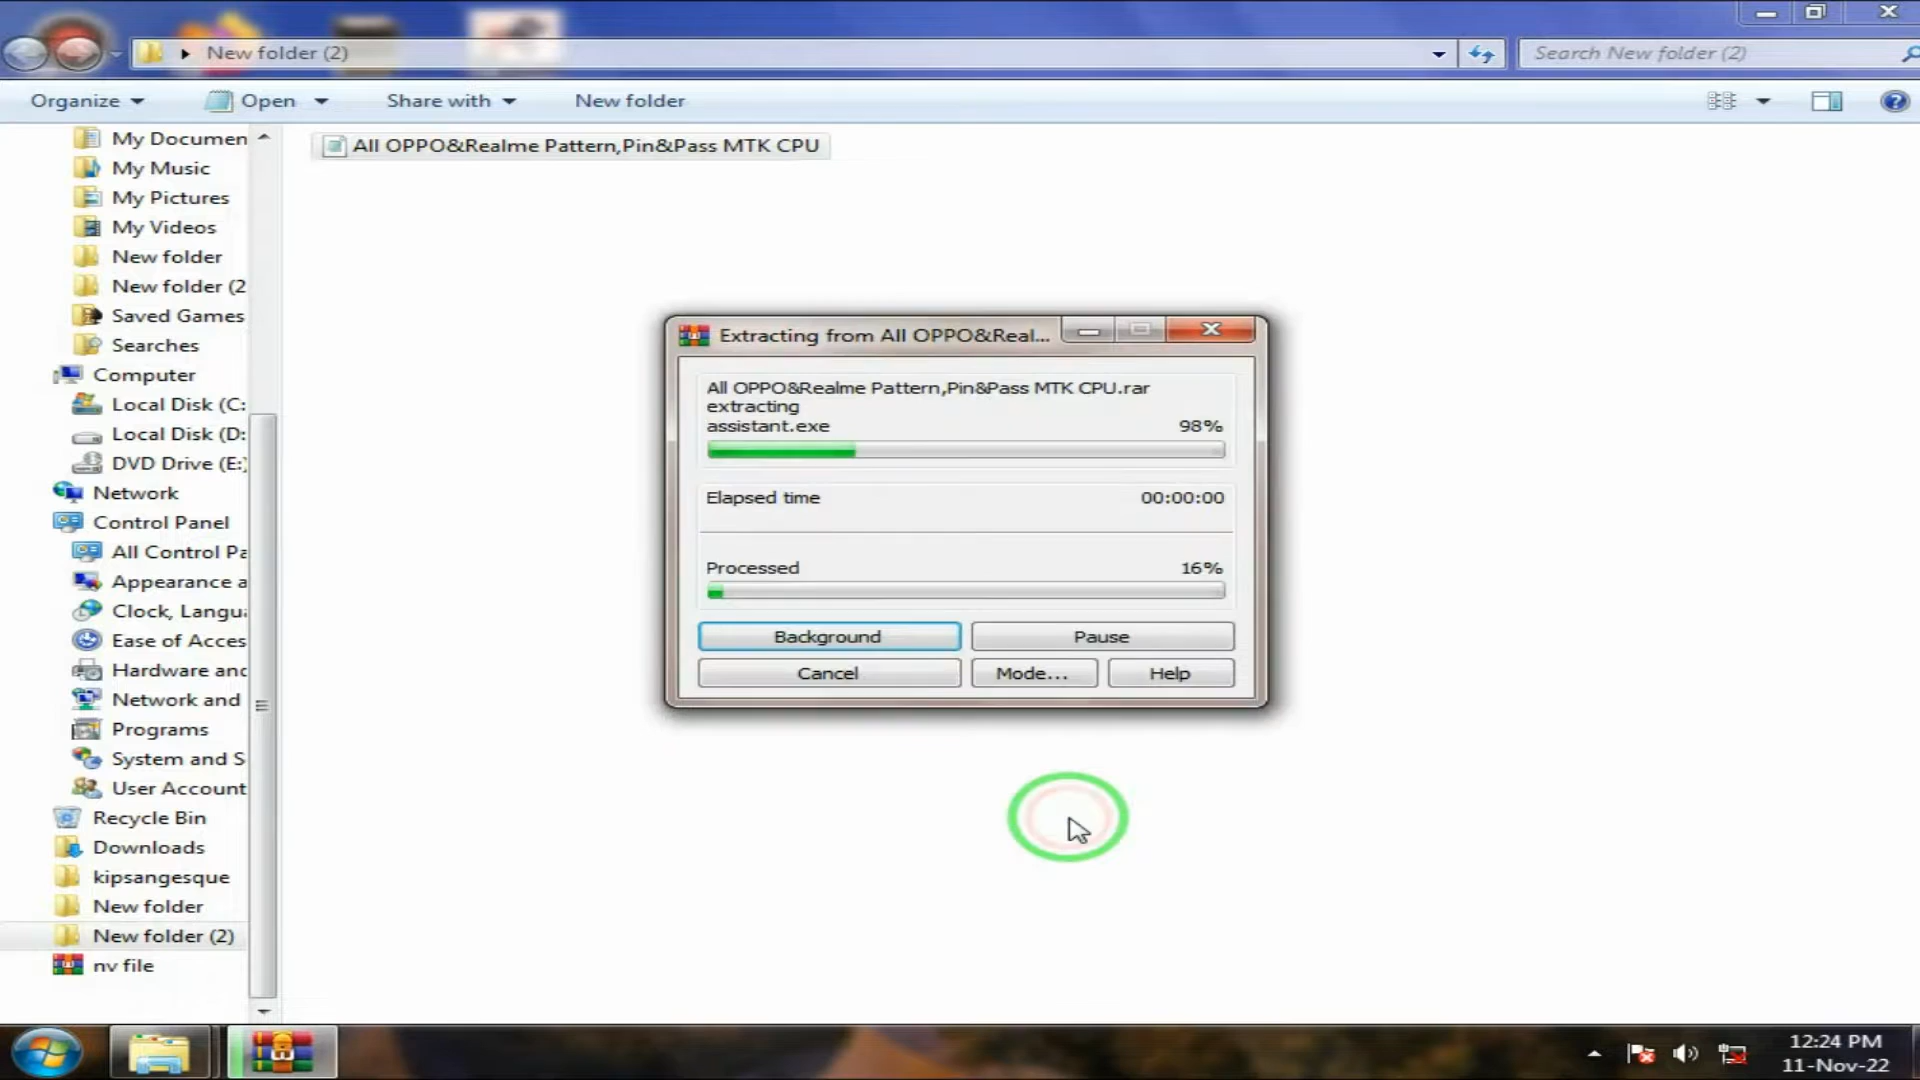 New folder (2)
Search New folder (2)
Organize
Open
Share with
New folder
My Documen
My Music
My Pictures
My Videos
New folder
New folder (2
Saved Games
Searches
Computer
Local Disk (C:
Local Disk (D:
DVD Drive (E:
Network
Control Panel
All Control Pa
Appearance a
Clock, Langu
Ease of Acces
Hardware and
Network and
Programs
System and S
User Account
Recycle Bin
Downloads
kipsangesque
New folder
New folder (2)
nv file
All OPPO&Realme Pattern,Pin&Pass MTK CPU
Extracting from All OPPO&Real...
All OPPO&Realme Pattern,Pin&Pass MTK CPU.rar
extracting
assistant.exe 98%
Elapsed time 00:00:00
Processed 16%
Background
Pause
Cancel
Mode...
Help
12:24 PM
11-Nov-22